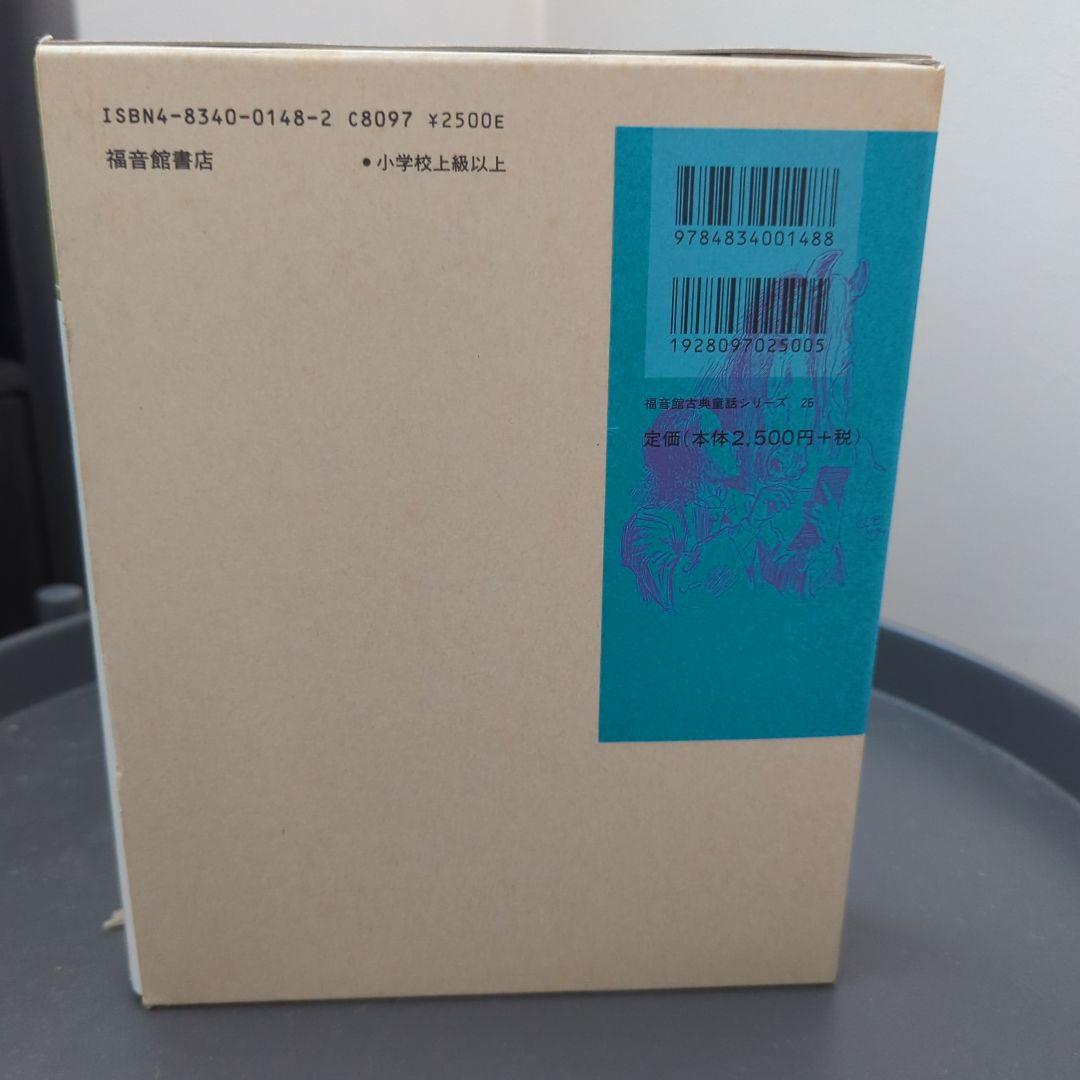 ISBN4-8340-0148-2 C8097 ¥2500E
福音館書店 ●小学校上級以上
9784834001488
1928097025005
福音館古典童話シリーズ 26
定価(本体2,500円+税)